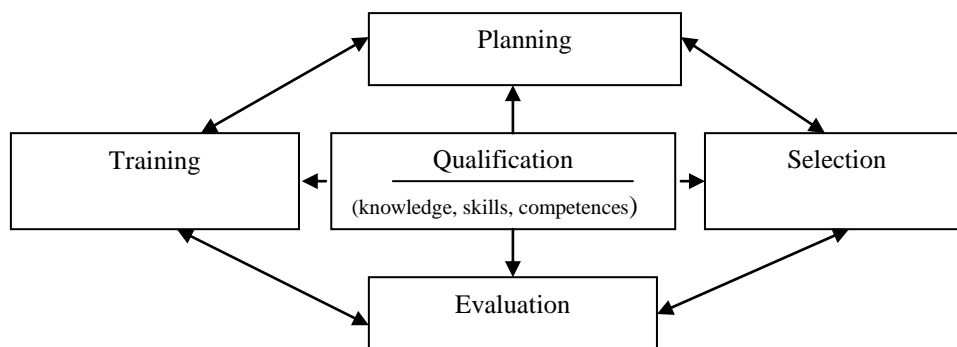 Planning
Training
Qualification
Selection
(knowledge, skills, competences)
Evaluation